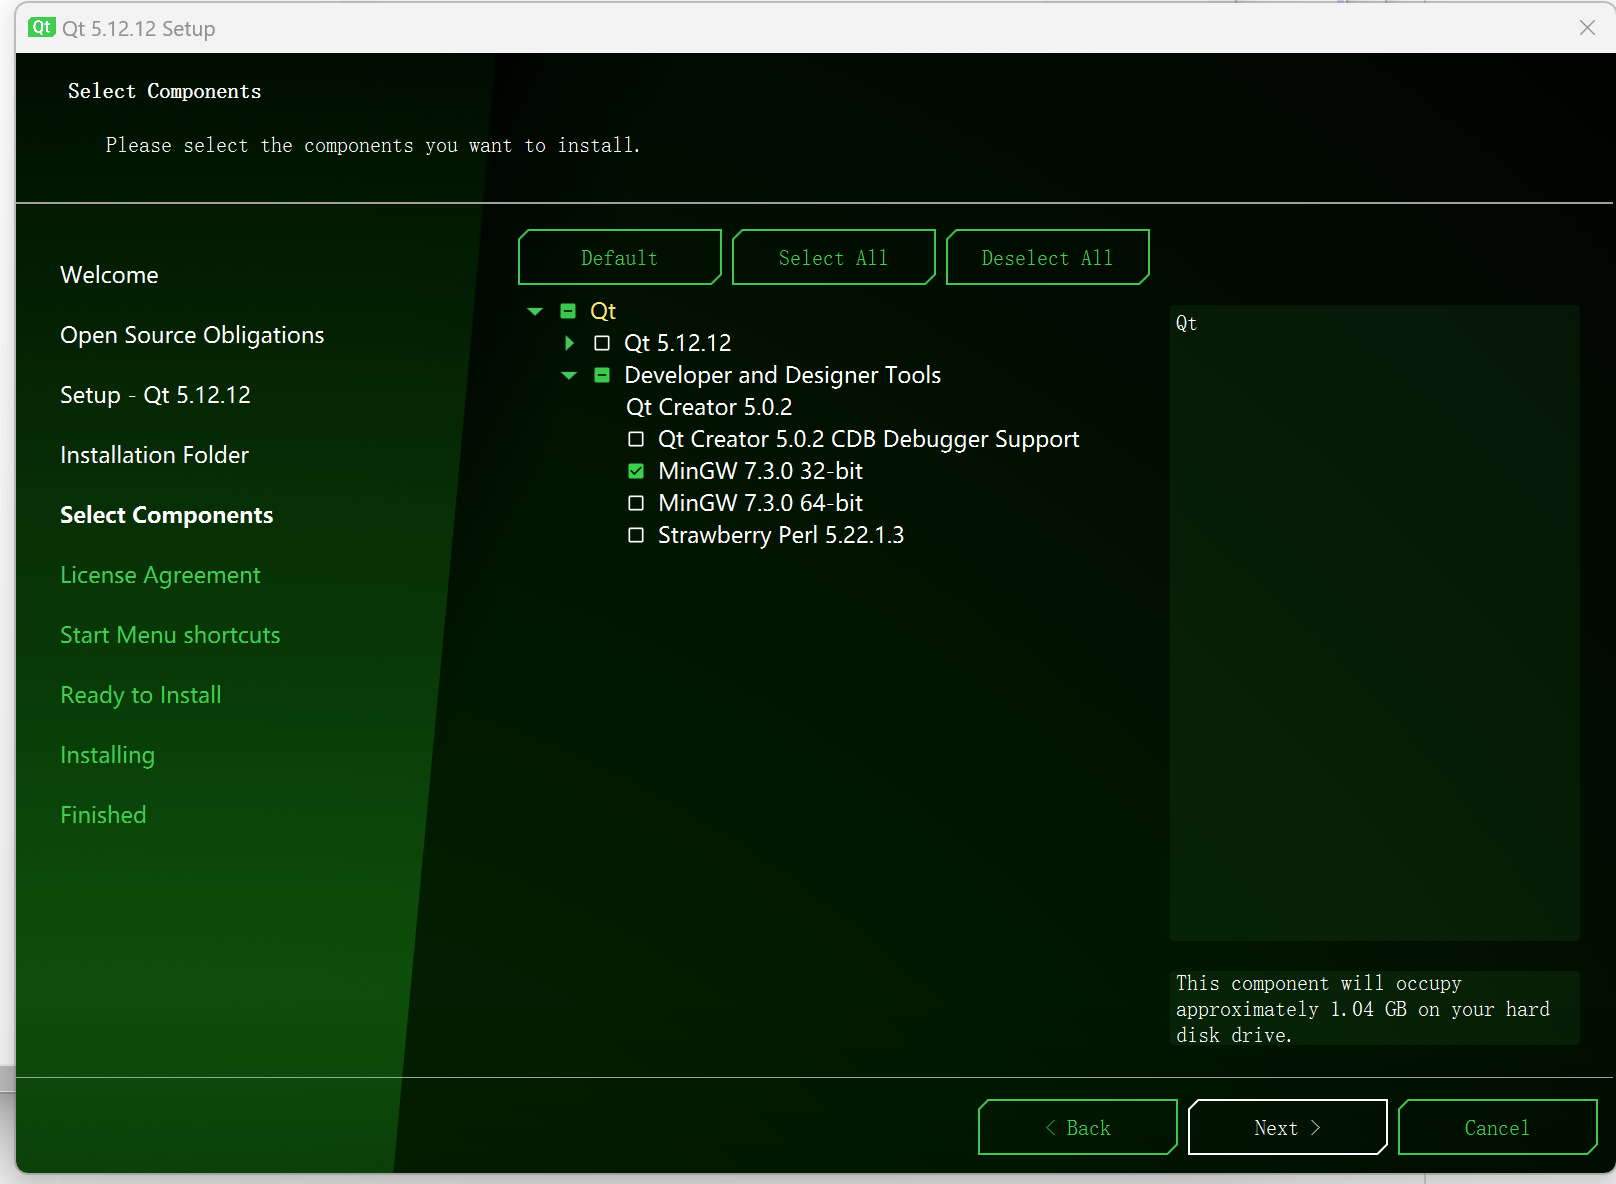 Qt Qt 5.12.12 Setup
Select Components
Please select the components you want to install.
Welcome
Open Source Obligations
Setup - Qt 5.12.12
Installation Folder
Select Components
License Agreement
Start Menu shortcuts
Ready to Install
Installing
Finished
Default Select All Deselect All
Qt
Qt 5.12.12
Developer and Designer Tools
Qt Creator 5.0.2
Qt Creator 5.0.2 CDB Debugger Support
MinGW 7.3.0 32-bit
MinGW 7.3.0 64-bit
Strawberry Perl 5.22.1.3
Qt
This component will occupy
approximately 1.04 GB on your hard
disk drive.
< Back Next > Cancel